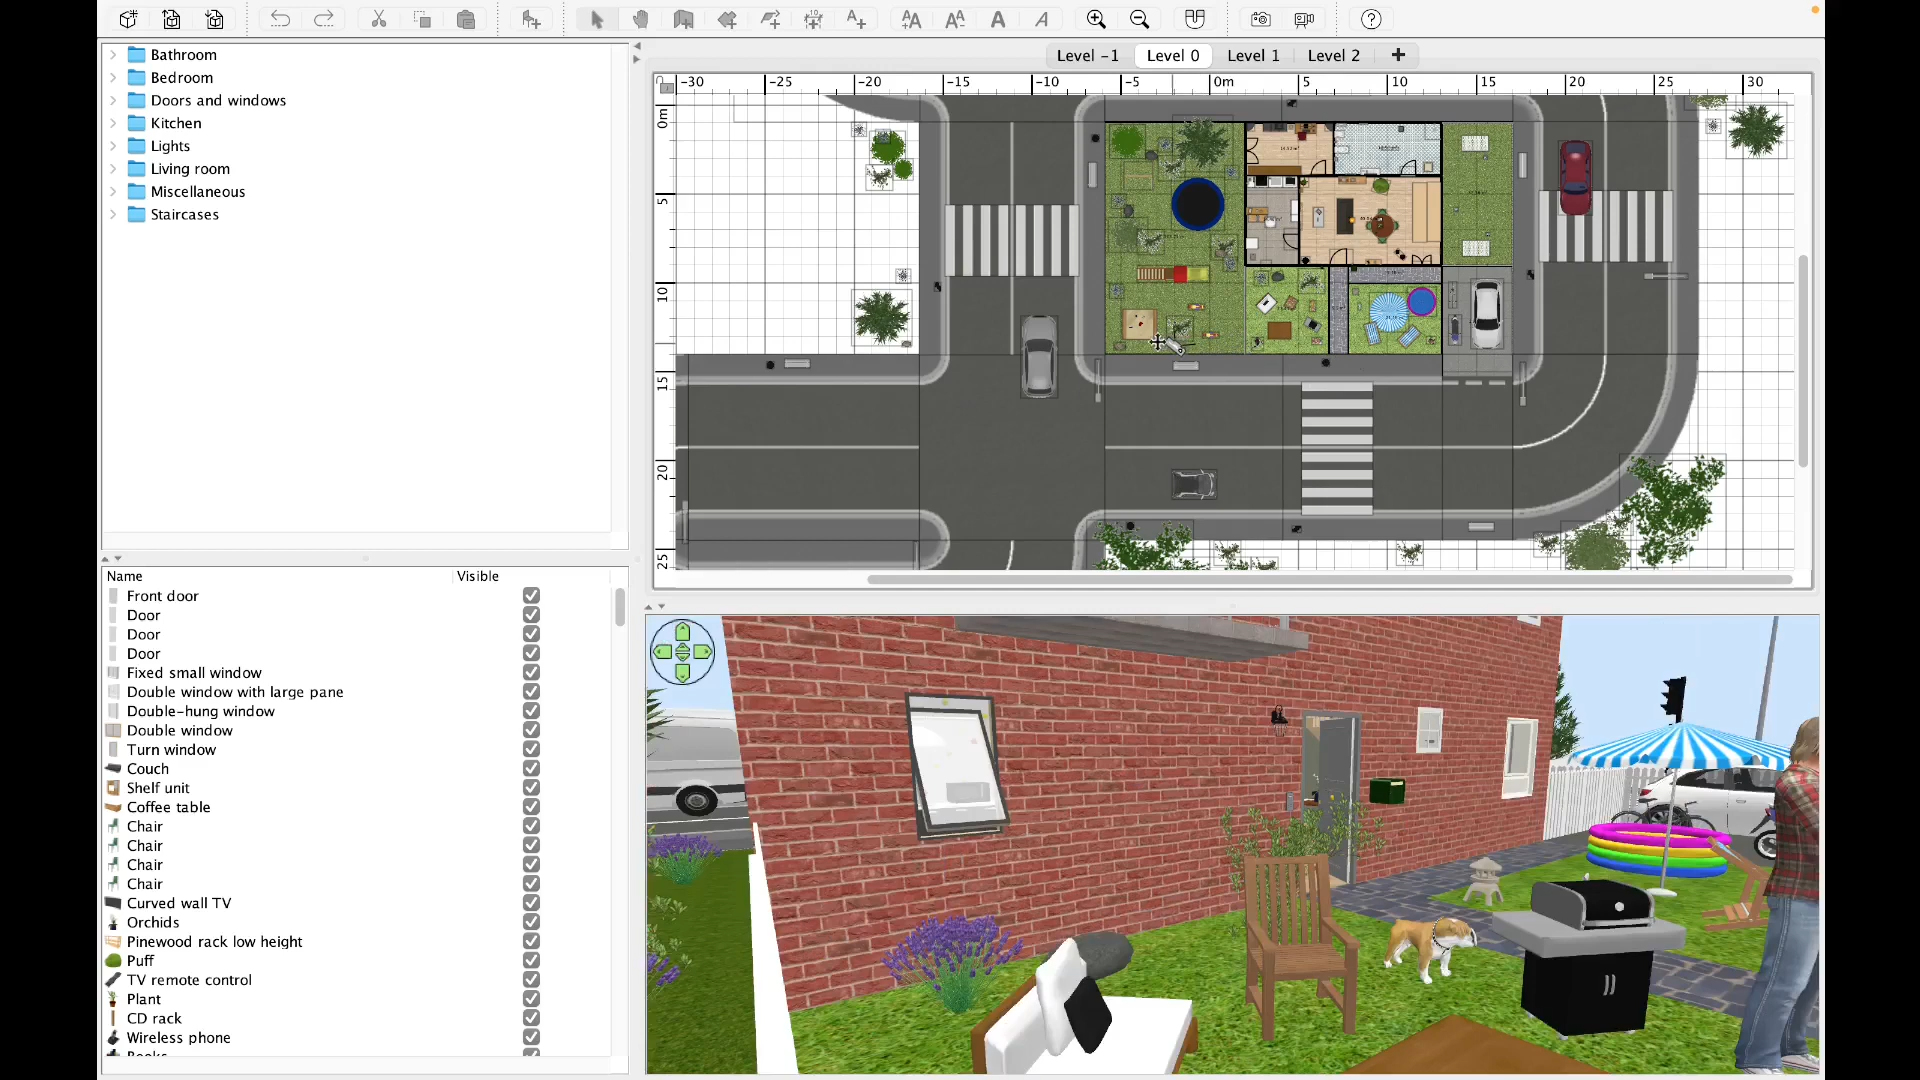 Level -1
Level 0
Level 1
Level 2
Bathroom
Bedroom
Doors and windows
Kitchen
Lights
Living room
Miscellaneous
Staircases
-30
-25
-20
-15
-10
-5
0m
5
10
15
20
25
30
0m
5
10
15
20
25
Name
Visible
Front door
Door
Door
Door
Fixed small window
Double window with large pane
Double-hung window
Double window
Turn window
Couch
Shelf unit
Coffee table
Chair
Chair
Chair
Chair
Curved wall TV
Orchids
Pinewood rack low height
Puff
TV remote control
Plant
CD rack
Wireless phone
Books